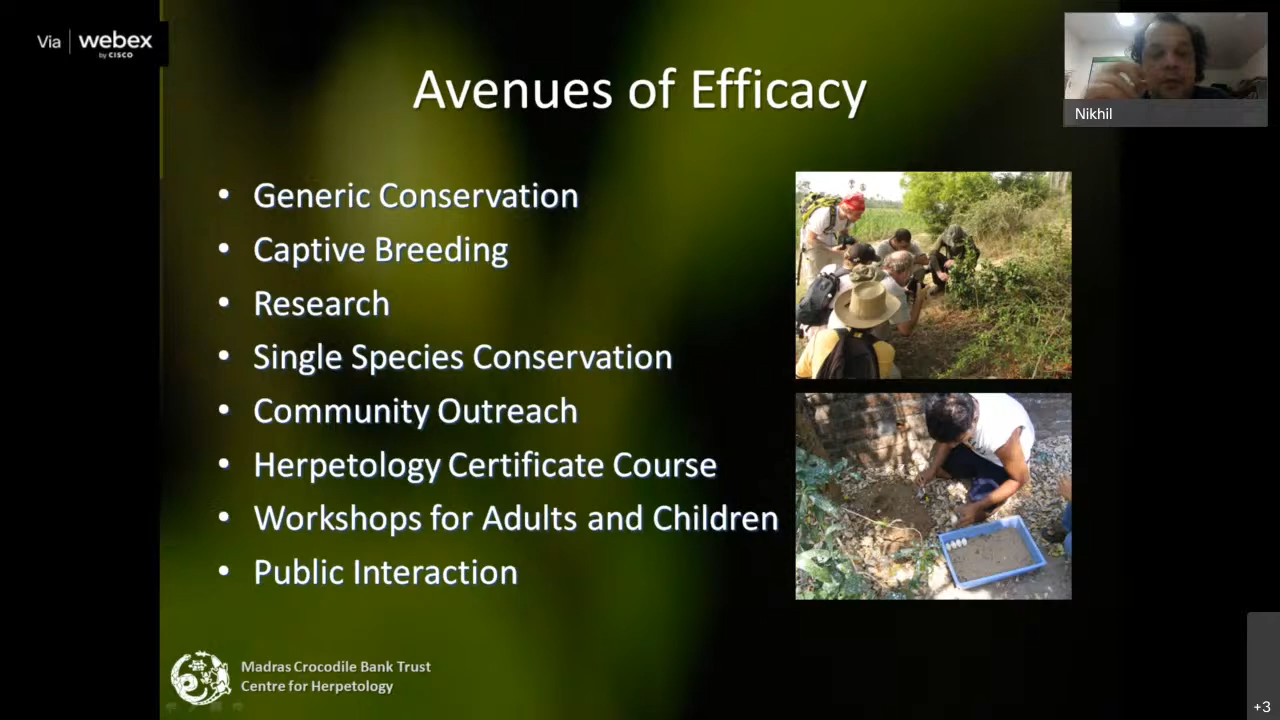 Via | webex
by CISCO
Nikhil
Avenues of Efficacy
• Generic Conservation
• Captive Breeding
• Research
• Single Species Conservation
• Community Outreach
• Herpetology Certificate Course
• Workshops for Adults and Children
• Public Interaction
Madras Crocodile Bank Trust
Centre for Herpetology
+3